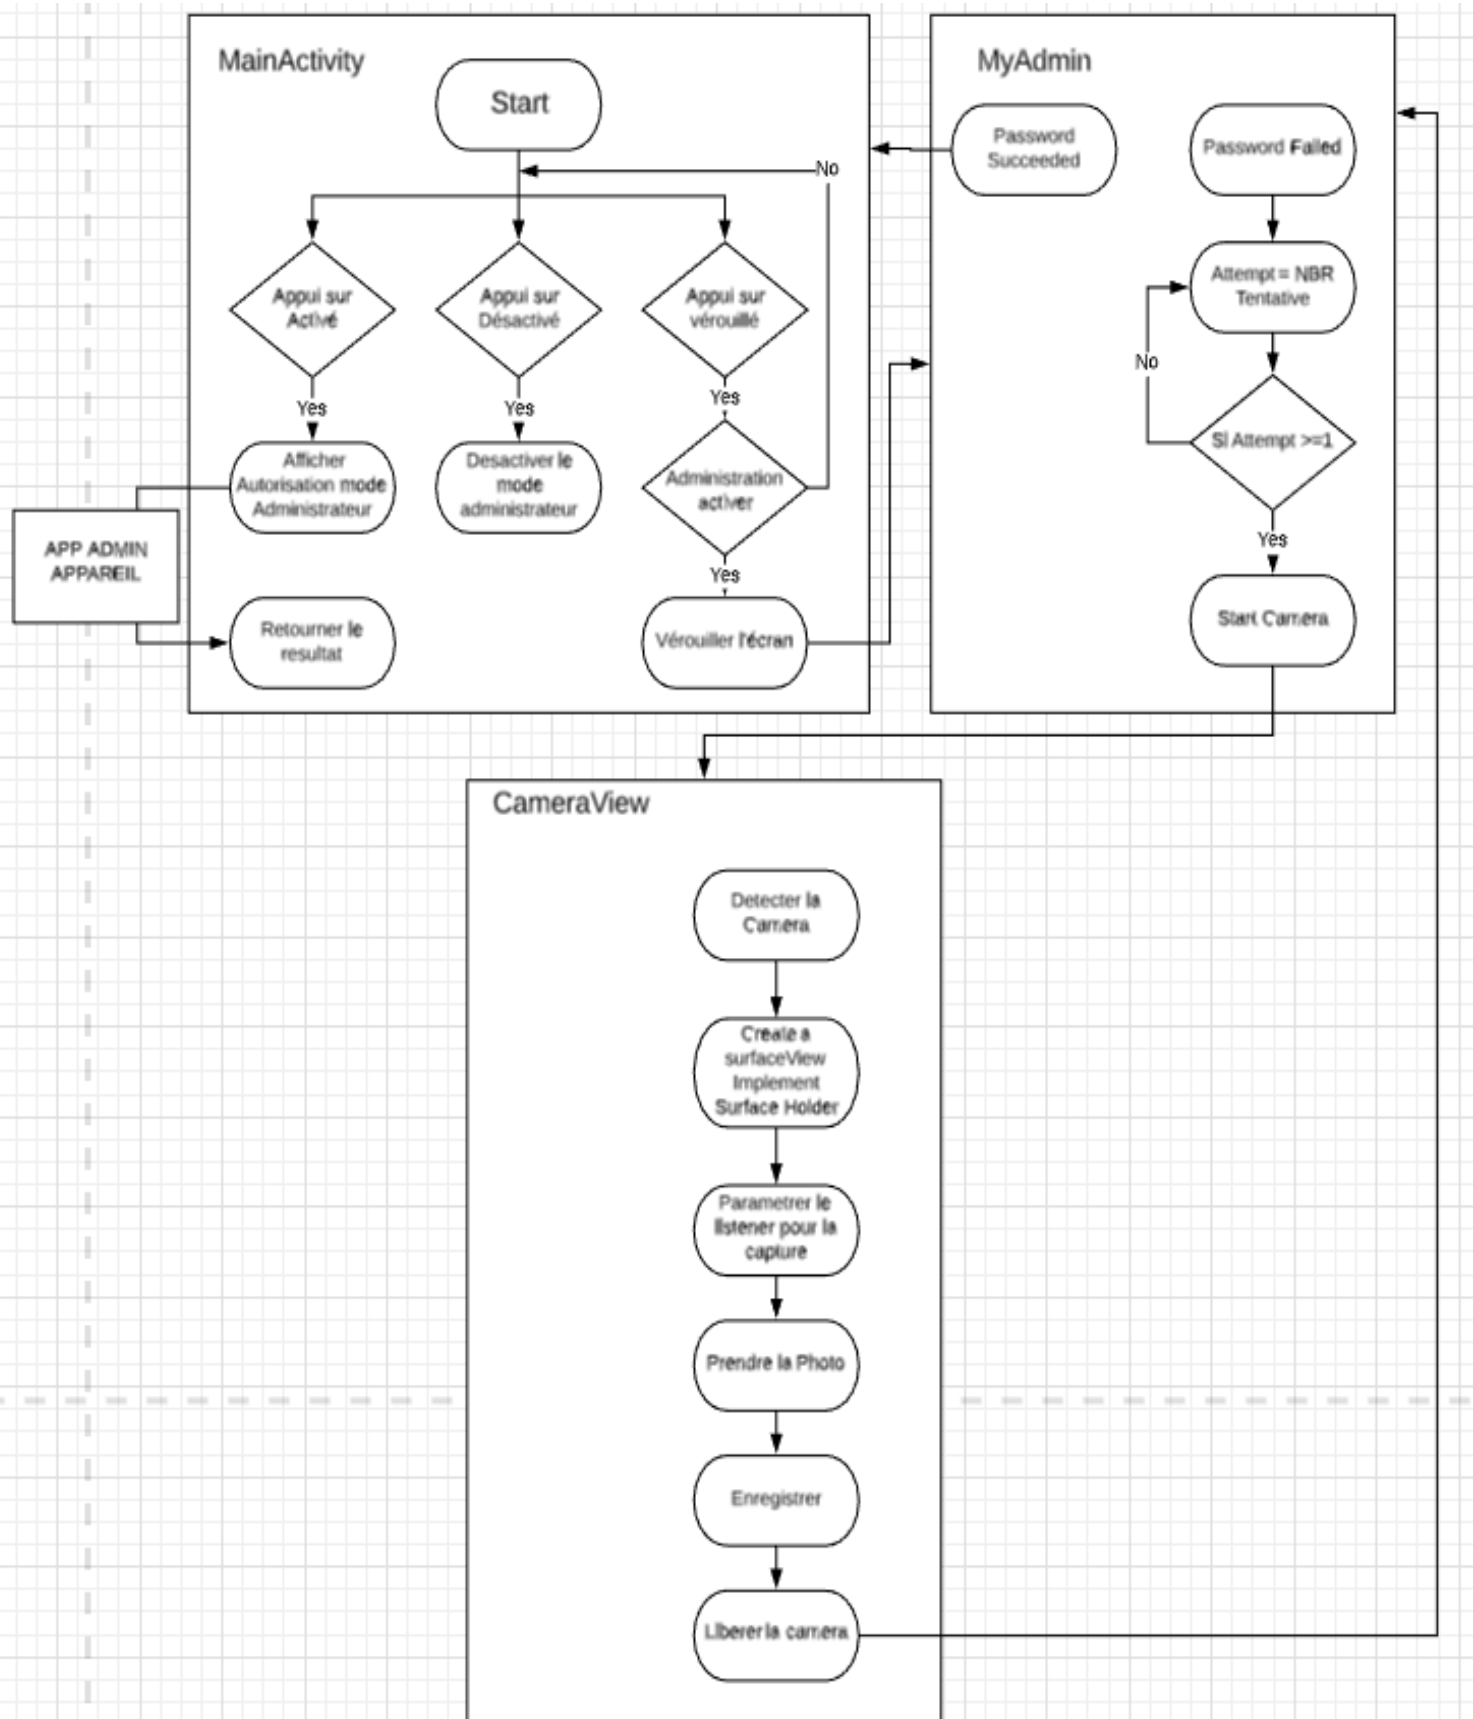 MainActivity
Start
No
Appui sur
Activé
Appui sur
Désactivé
Appui sur
vérouillé
Yes
Yes
Yes
Afficher
Autorisation mode
Administrateur
Desactiver le
mode
administrateur
Administration
activer
APP ADMIN
APPAREIL
Yes
Retourner le
resultat
Vérouiller l'écran
MyAdmin
Password
Succeeded
Password Failed
Attempt = NBR
Tentative
No
Si Attempt >=1
Yes
Start Camera
CameraView
Detecter la
Camera
Create a
surfaceView
Implement
Surface Holder
Parametrer le
listener pour la
capture
Prendre la Photo
Enregistrer
Liberer la camera